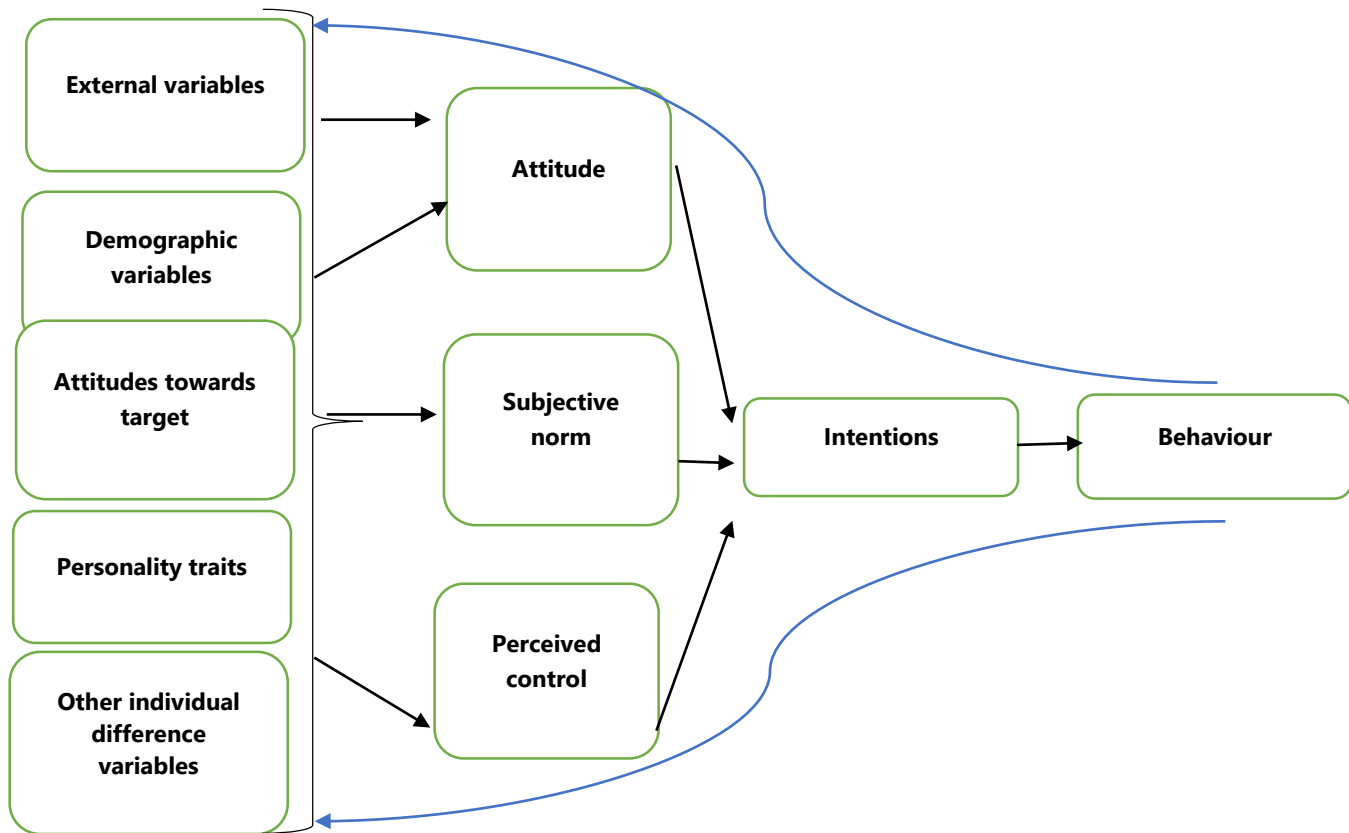 External variables
Demographic
variables
Attitudes towards
target
Personality traits
Other individual
difference
variables
Attitude
Subjective
norm
Perceived
control
Intentions
Behaviour